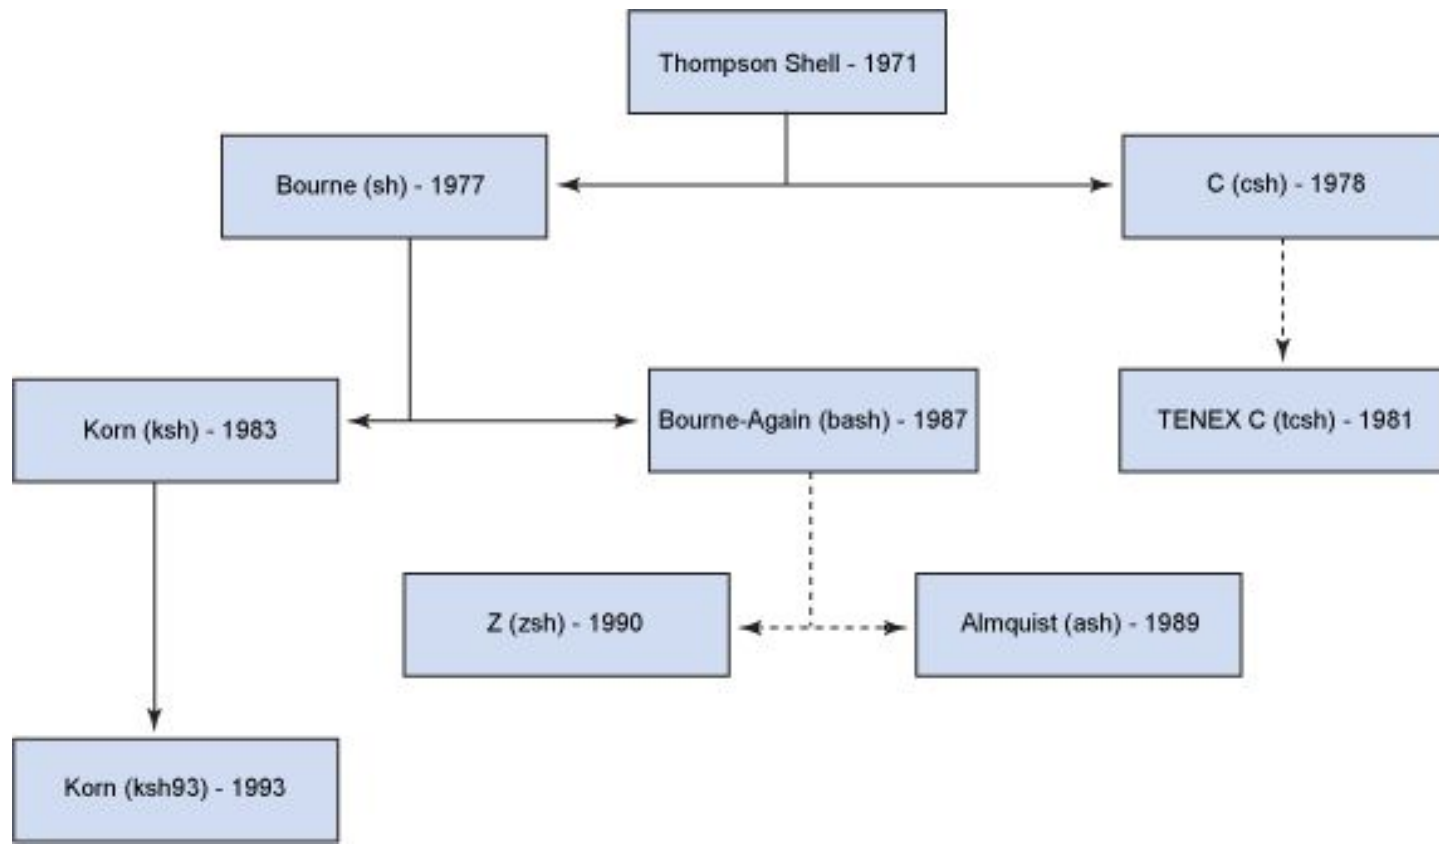 Thompson Shell - 1971
Bourne (sh) - 1977
C (csh) - 1978
Korn (ksh) - 1983
Bourne-Again (bash) - 1987
TENEX C (tcsh) - 1981
Z (zsh) - 1990
Almquist (ash) - 1989
Korn (ksh93) - 1993